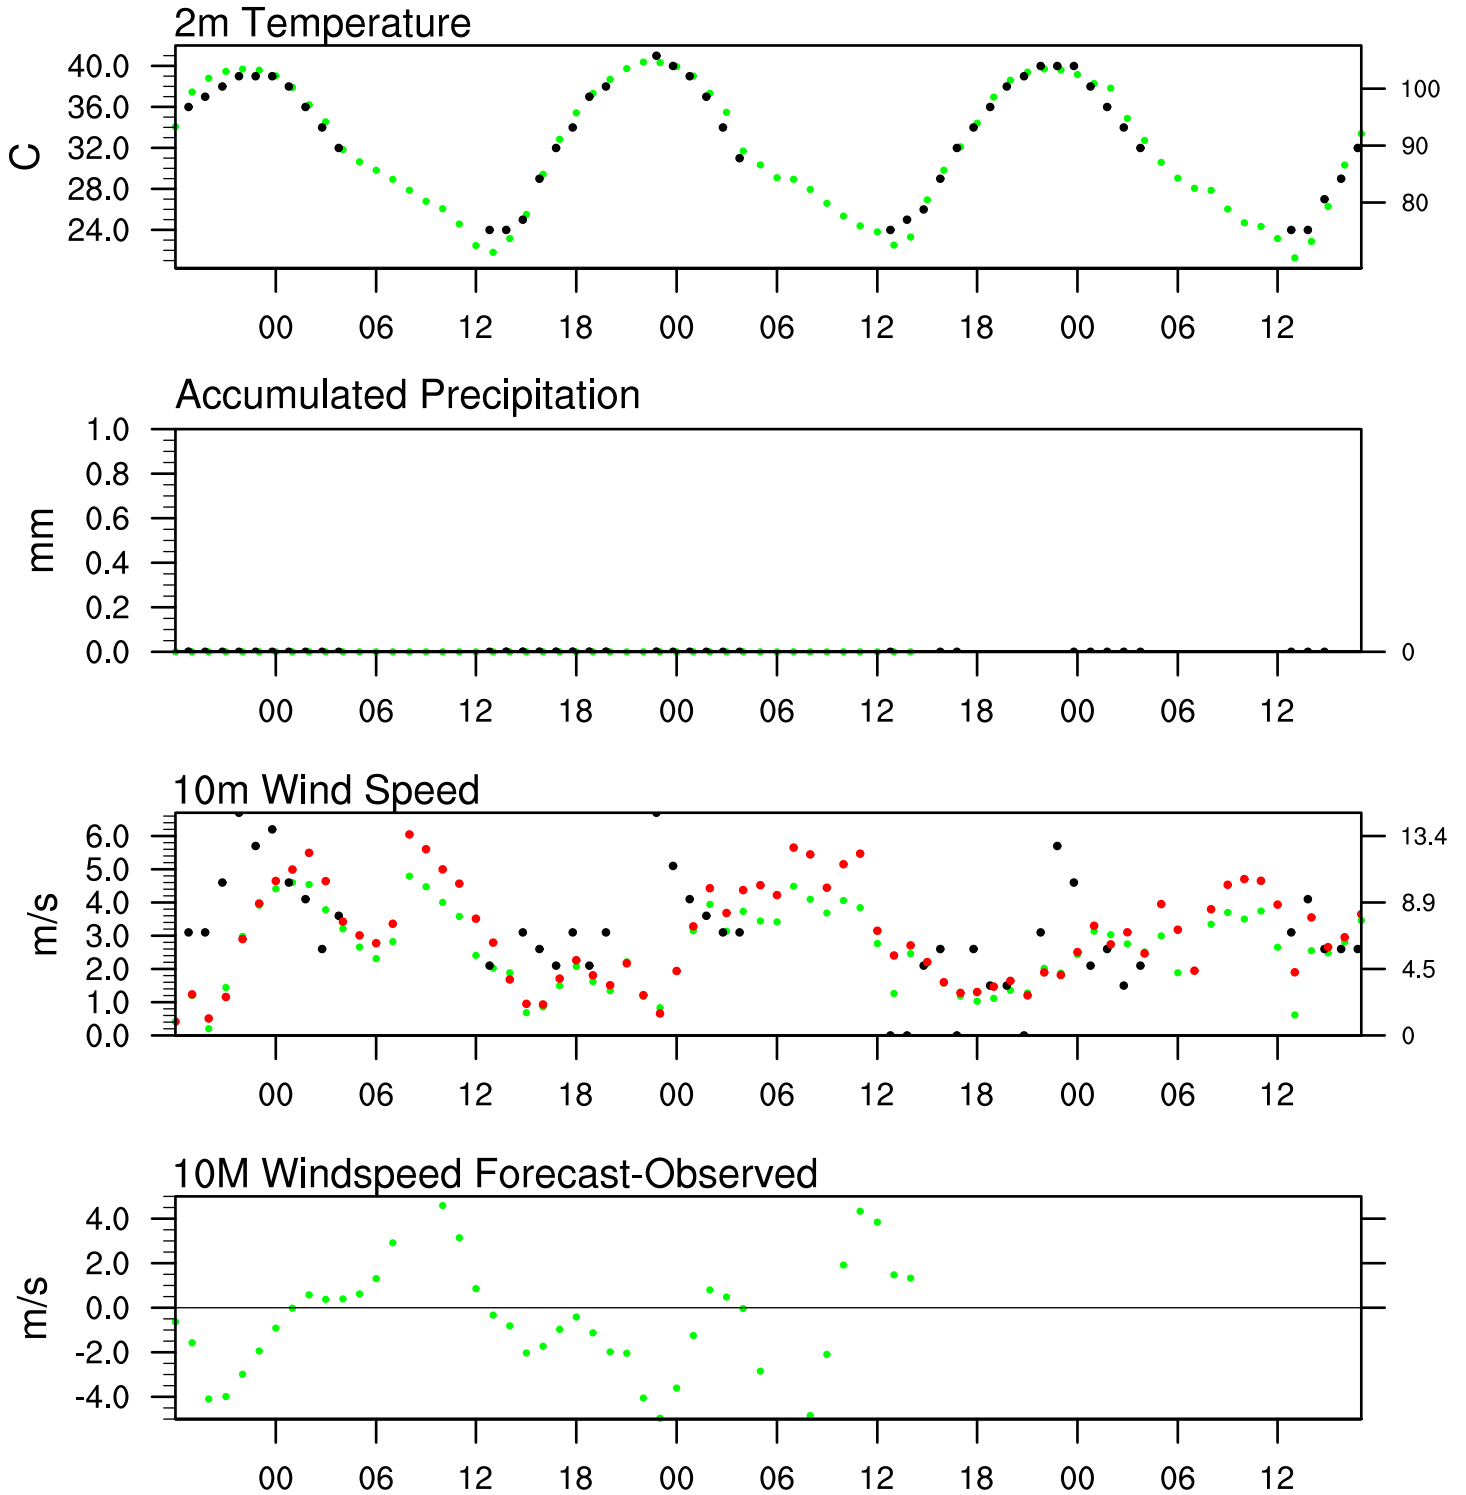 2m Temperature
40.0
36.0
32.0
28.0
24.0
C
100
90
80
00 06 12 18 00 06 12 18 00 06 12
Accumulated Precipitation
1.0
0.8
0.6
0.4
0.2
0.0
mm
0
00 06 12 18 00 06 12 18 00 06 12
10m Wind Speed
6.0
5.0
4.0
3.0
2.0
1.0
0.0
m/s
13.4
8.9
4.5
0
00 06 12 18 00 06 12 18 00 06 12
10M Windspeed Forecast-Observed
4.0
2.0
0.0
-2.0
-4.0
m/s
00 06 12 18 00 06 12 18 00 06 12